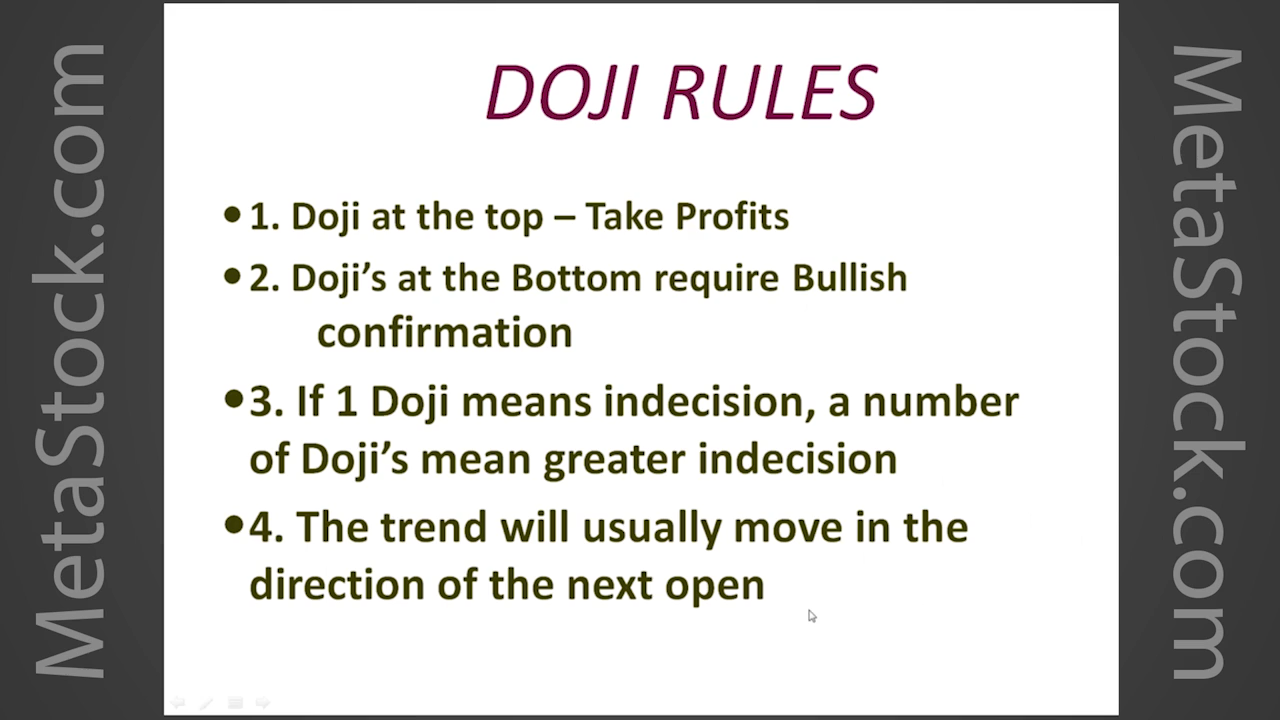 MetaStock.com
DOJI RULES
• 1. Doji at the top – Take Profits
• 2. Doji’s at the Bottom require Bullish
confirmation
• 3. If 1 Doji means indecision, a number
of Doji’s mean greater indecision
• 4. The trend will usually move in the
direction of the next open
MetaStock.com